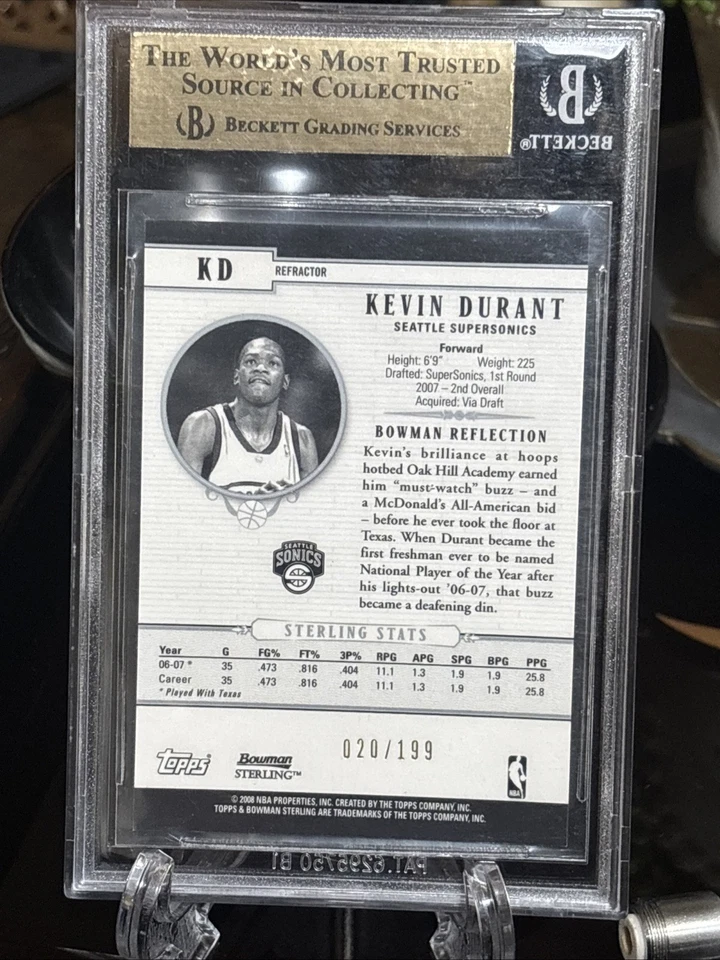 THE WORLD'S MOST TRUSTED
SOURCE IN COLLECTING™
B BECKETT GRADING SERVICES
B
BECKETT®
KD
REFRACTOR
KEVIN DURANT
SEATTLE SUPERSONICS
Forward
Height: 6'9" Weight: 225
Drafted: SuperSonics, 1st Round
2007 – 2nd Overall
Acquired: Via Draft
BOWMAN REFLECTION
Kevin's brilliance at hoops
hotbed Oak Hill Academy earned
him "must-watch" buzz – and
a McDonald's All-American bid
– before he ever took the floor at
Texas. When Durant became the
first freshman ever to be named
National Player of the Year after
his lights-out '06-07, that buzz
became a deafening din.
SEATTLE
SONICS
STERLING STATS
Year G FG% FT% 3P% RPG APG SPG BPG PPG
06-07 * 35 .473 .816 .404 11.1 1.3 1.9 1.9 25.8
Career 35 .473 .816 .404 11.1 1.3 1.9 1.9 25.8
* Played With Texas
020/199
Topps® Bowman STERLING™ NBA
© 2008 NBA PROPERTIES, INC. CREATED BY THE TOPPS COMPANY, INC.
TOPPS & BOWMAN STERLING ARE TRADEMARKS OF THE TOPPS COMPANY, INC.
PAT. 6295750 B1